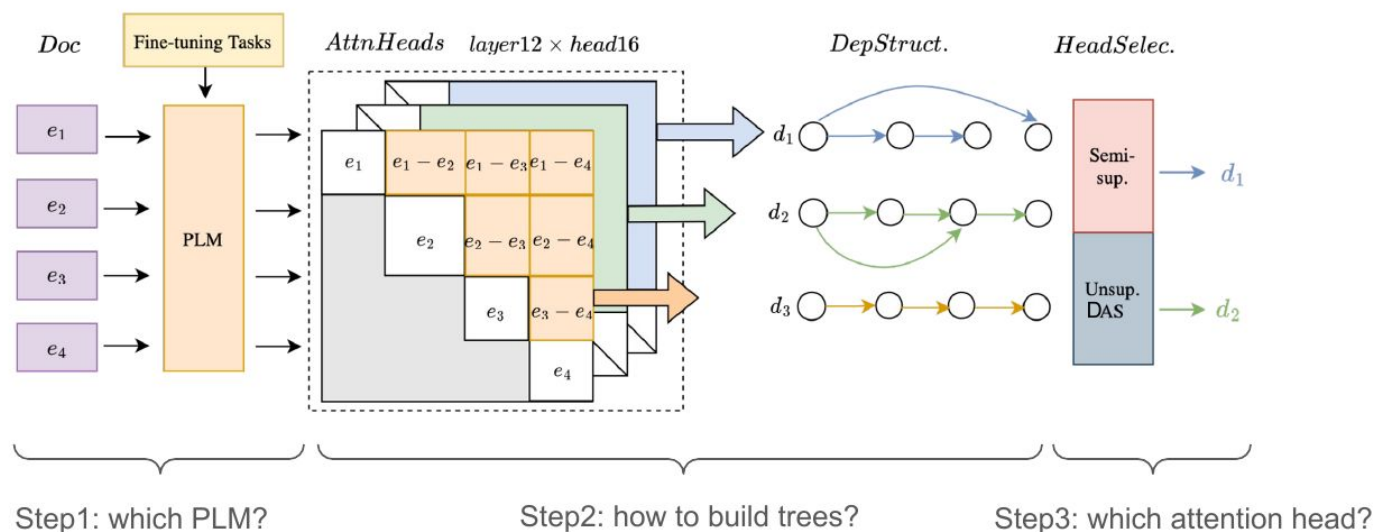 Doc
Fine-tuning Tasks
AttnHeads layer12 × head16
DepStruct.
HeadSelec.
e₁
e₂
e₃
e₄
PLM
e₁ e₁ − e₂ e₁ − e₃ e₁ − e₄
e₂ e₂ − e₃ e₂ − e₄
e₃ e₃ − e₄
e₄
d₁
d₂
d₃
Semi-
sup.
Unsup.
DAS
d₁
d₂
Step1: which PLM?
Step2: how to build trees?
Step3: which attention head?